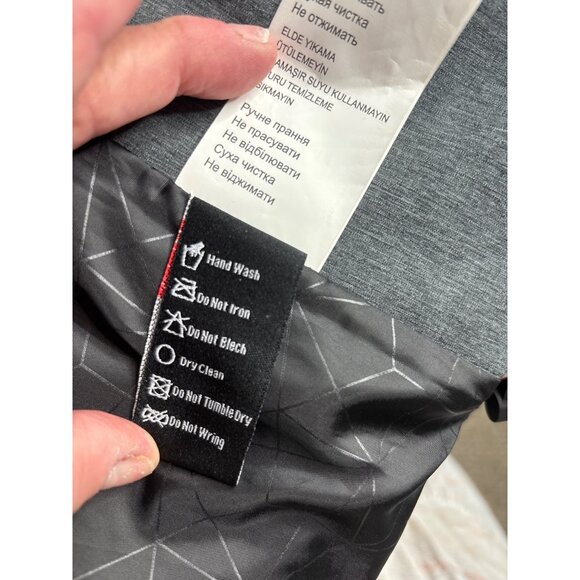 чистка
Не отжимать
ELDE YIKAMA
ÜTÜLEMEYİN
SUYU KULLANMAYIN
TEMİZLEME
SIKMAYIN
Ручне прання
Не прасувати
Не відбілювати
Суха чистка
Не віджимати
Hand Wash
Do Not Iron
Do Not Blech
Dry Clean
Do Not Tumble Dry
Do Not Wring